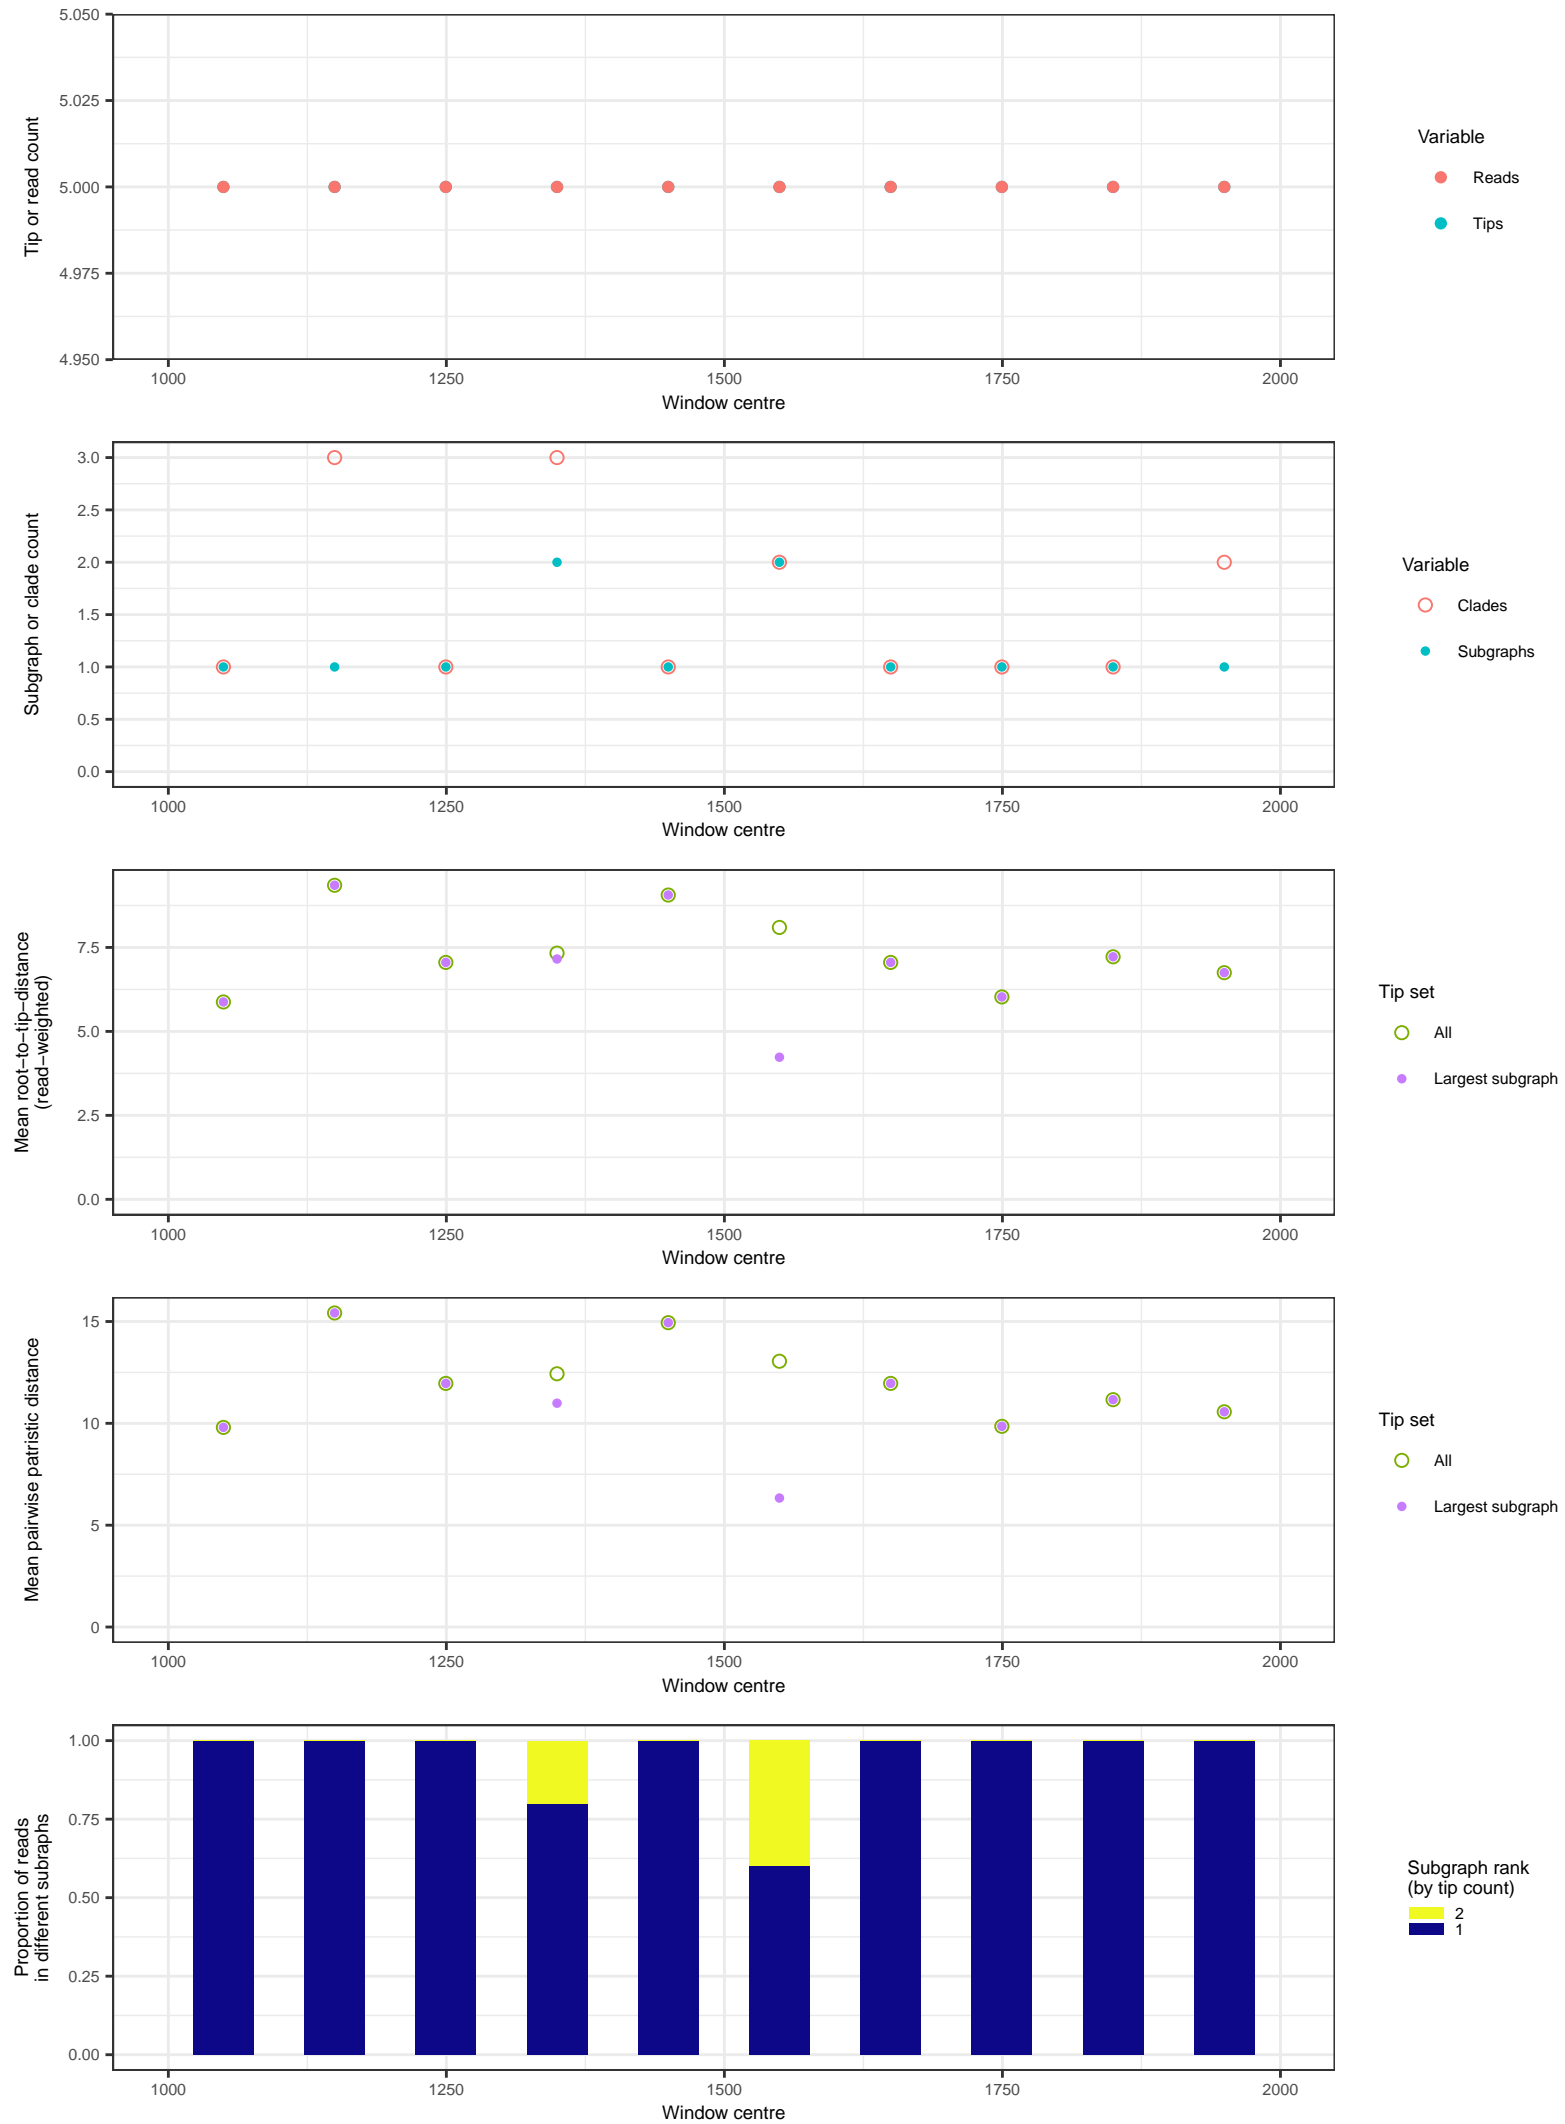 5.050
5.025
5.000
4.975
4.950
Tip or read count
1000 1250 1500 1750 2000
Window centre
Variable
Reads
Tips
3.0
2.5
2.0
1.5
1.0
0.5
0.0
Subgraph or clade count
1000 1250 1500 1750 2000
Window centre
Variable
Clades
Subgraphs
7.5
5.0
2.5
0.0
Mean root−to−tip−distance
(read−weighted)
1000 1250 1500 1750 2000
Window centre
Tip set
All
Largest subgraph
15
10
5
0
Mean pairwise patristic distance
1000 1250 1500 1750 2000
Window centre
Tip set
All
Largest subgraph
1.00
0.75
0.50
0.25
0.00
Proportion of reads
in different subraphs
1000 1250 1500 1750 2000
Window centre
Subgraph rank
(by tip count)
2
1